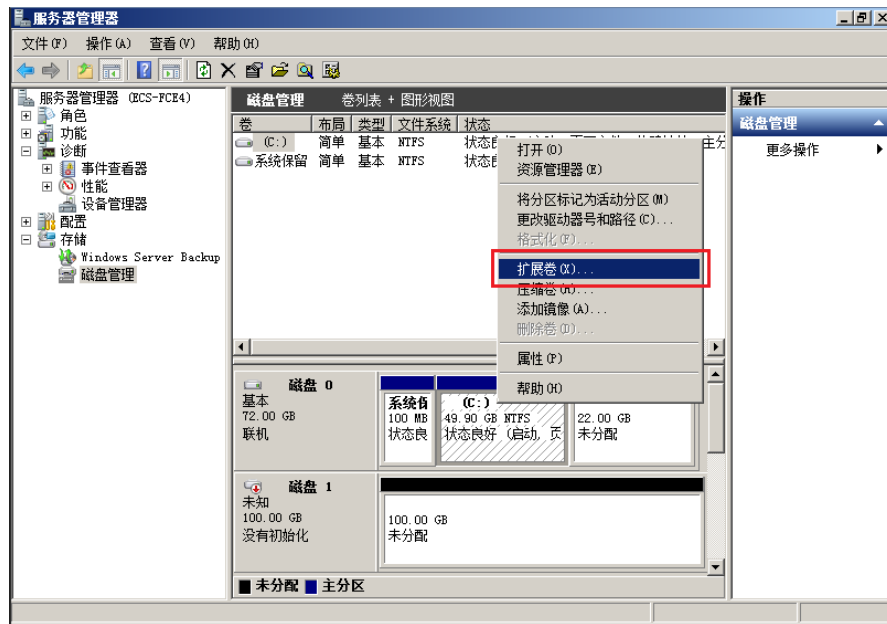 服务器管理器
文件(F) 操作(A) 查看(V) 帮助(H)
服务器管理器 (ECS-FCE4)
角色
功能
诊断
事件查看器
性能
设备管理器
配置
存储
Windows Server Backup
磁盘管理
磁盘管理 卷列表 + 图形视图
卷 布局 类型 文件系统 状态
(C:) 简单 基本 NTFS 状态
主分
系统保留 简单 基本 NTFS 状态
打开(O)
资源管理器(E)
将分区标记为活动分区(M)
更改驱动器号和路径(C)...
格式化(F)...
扩展卷(X)...
压缩卷(H)...
添加镜像(A)...
删除卷(D)...
属性(P)
帮助(H)
磁盘 0
基本
72.00 GB
联机
系统保
100 MB
状态良
(C:)
49.90 GB NTFS
状态良好 (启动, 页
22.00 GB
未分配
磁盘 1
未知
100.00 GB
没有初始化
100.00 GB
未分配
未分配 主分区
操作
磁盘管理
更多操作